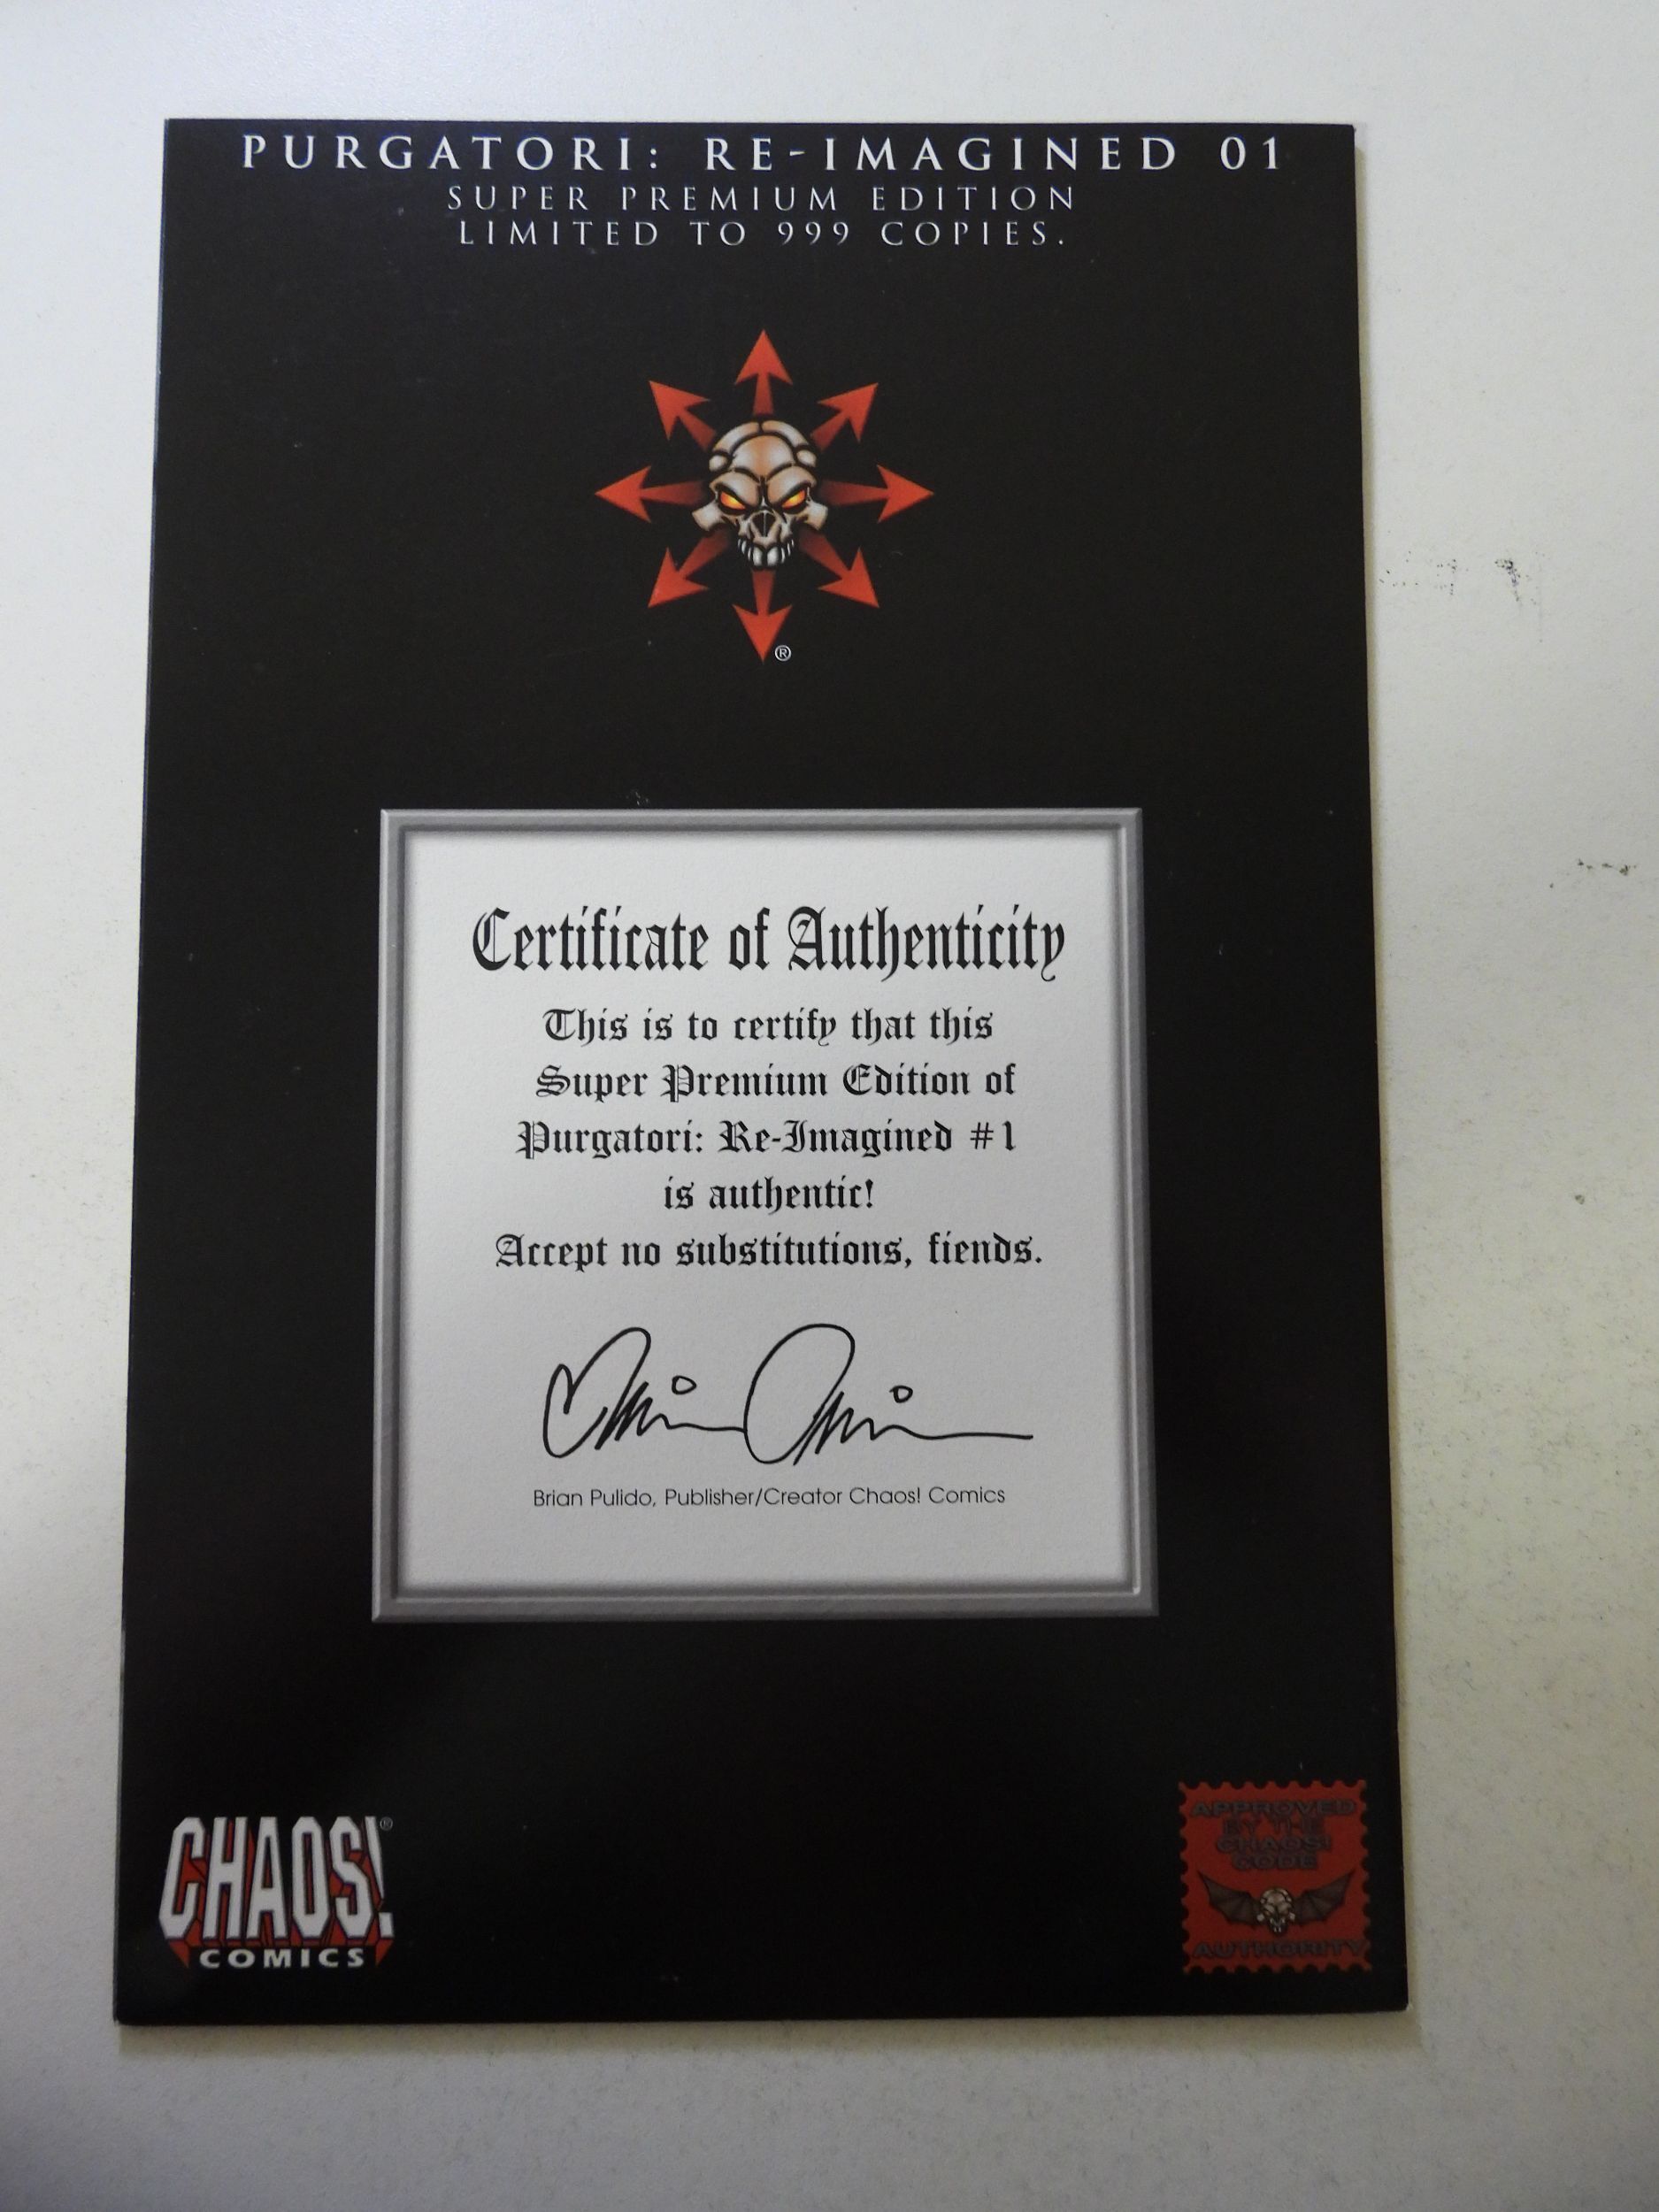 PURGATORI: RE-IMAGINED 01
SUPER PREMIUM EDITION
LIMITED TO 999 COPIES.
®
Certificate of Authenticity
This is to certify that this
Super Premium Edition of
Purgatori: Re-Imagined #1
is authentic!
Accept no substitutions, fiends.
Brian Pulido, Publisher/Creator Chaos! Comics
CHAOS!®
COMICS
APPROVED
BY THE
CHAOS!
CODE
AUTHORITY